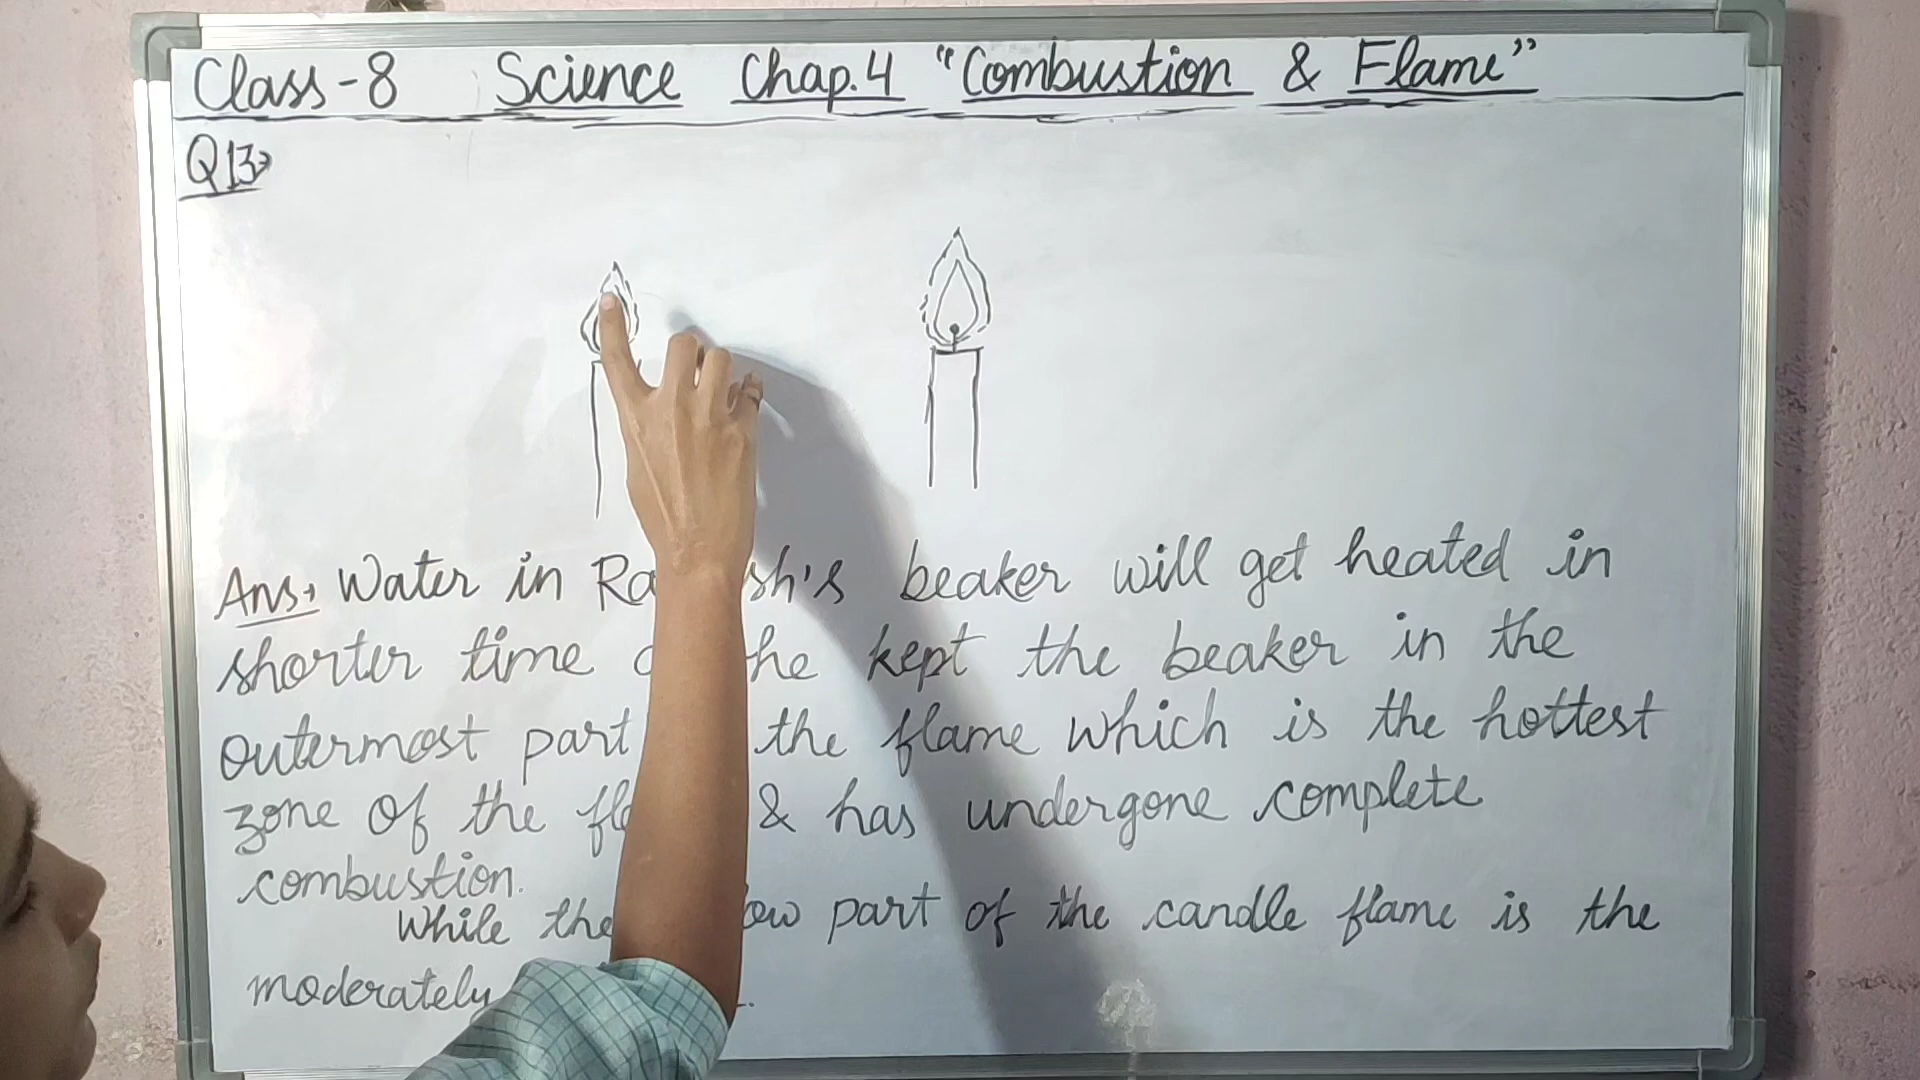 Class-8 Science Chap.4 "Combustion & Flame"
Q13
Ans Water in beaker will get heated in
shorter time he kept the beaker in the
outermost part the flame which is the hottest
zone of the & has undergone complete
combustion.
While the part of the candle flame is the
moderately